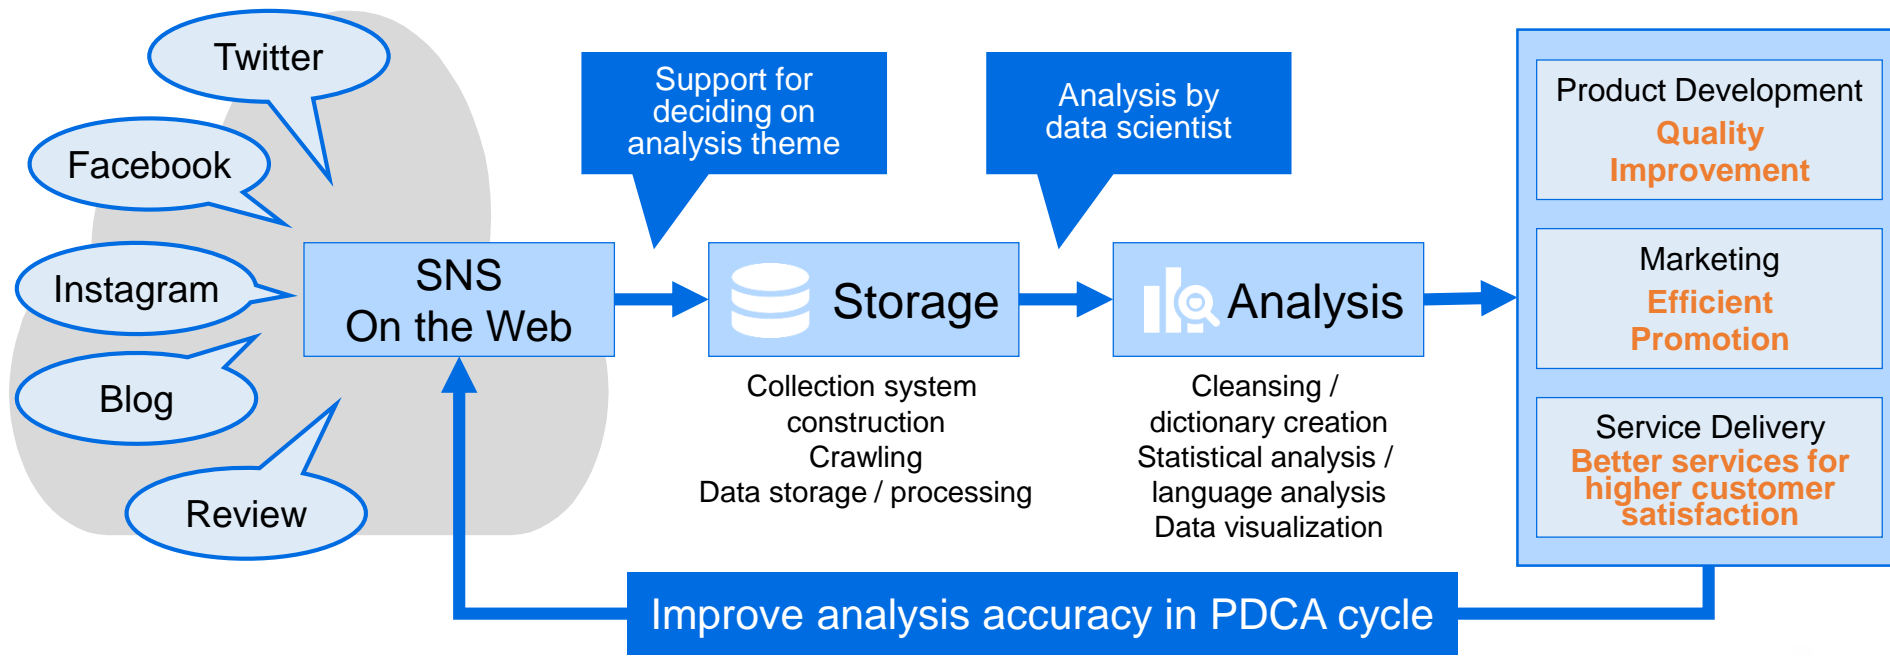 Twitter
Facebook
Instagram
Blog
Review
SNS
On the Web
Support for
deciding on
analysis theme
Storage
Collection system
construction
Crawling
Data storage / processing
Analysis by
data scientist
Analysis
Cleansing /
dictionary creation
Statistical analysis /
language analysis
Data visualization
Product Development
Quality
Improvement
Marketing
Efficient
Promotion
Service Delivery
Better services for
higher customer
satisfaction
Improve analysis accuracy in PDCA cycle